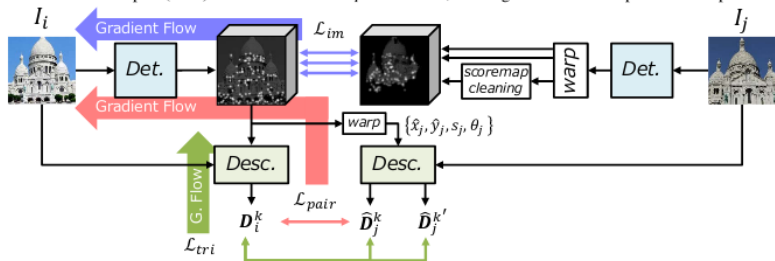 I_i
Gradient Flow
ℒ_im
I_j
Det.
scoremap
cleaning
warp
Det.
Gradient Flow
warp
{x̂_j, ŷ_j, s_j, θ_j}
Desc.
Desc.
G. Flow
ℒ_pair
D_i^k
D̂_j^k
D̂_j^k'
ℒ_tri